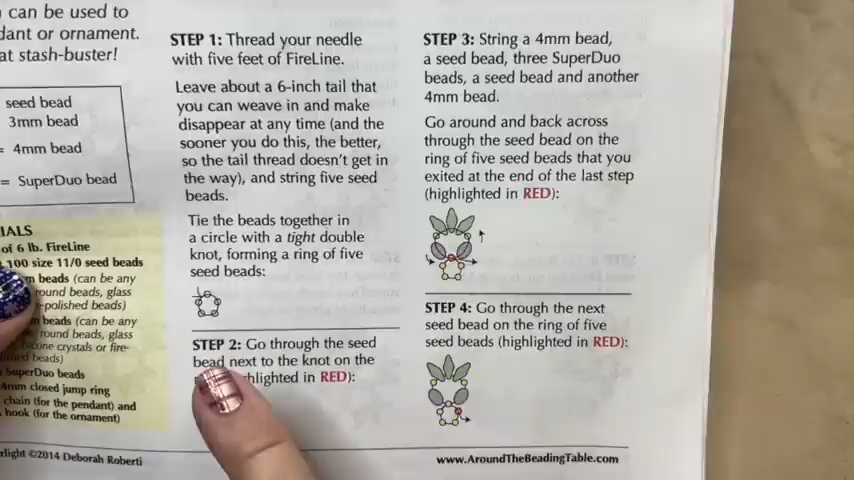 can be used to
dant or ornament.
at stash-buster!
seed bead
3mm bead
= 4mm bead
= SuperDuo bead
IALS
of 6 lb. FireLine
100 size 11/0 seed beads
m beads (can be any
round beads, glass
-polished beads)
beads (can be any
round beads, glass
crystals or fire-
beads)
SuperDuo beads
4mm closed jump ring
chain (for the pendant) and
hook (for the ornament)
©2014 Deborah Roberti
STEP 1: Thread your needle
with five feet of FireLine.
Leave about a 6-inch tail that
you can weave in and make
disappear at any time (and the
sooner you do this, the better,
so the tail thread doesn't get in
the way), and string five seed
beads.
Tie the beads together in
a circle with a tight double
knot, forming a ring of five
seed beads:
STEP 2: Go through the seed
bead next to the knot on the
hlighted in RED):
STEP 3: String a 4mm bead,
a seed bead, three SuperDuo
beads, a seed bead and another
4mm bead.
Go around and back across
through the seed bead on the
ring of five seed beads that you
exited at the end of the last step
(highlighted in RED):
STEP 4: Go through the next
seed bead on the ring of five
seed beads (highlighted in RED):
www.AroundTheBeadingTable.com